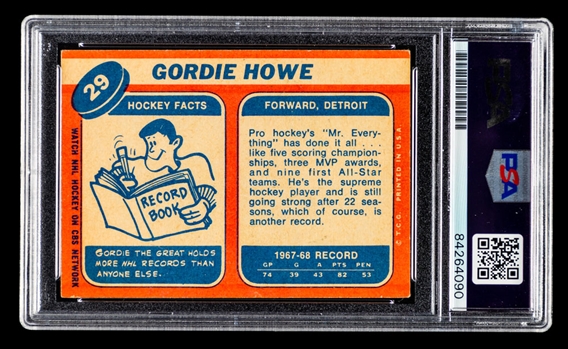 29
GORDIE HOWE
HOCKEY FACTS
RECORD
BOOK
GORDIE THE GREAT HOLDS
MORE NHL RECORDS THAN
ANYONE ELSE.
FORWARD, DETROIT
Pro hockey's "Mr. Every-
thing" has done it all . . .
like five scoring champion-
ships, three MVP awards,
and nine first All-Star
teams. He's the supreme
hockey player and is still
going strong after 22 sea-
sons, which of course, is
another record.
1967-68 RECORD
GP G A PTS PEN
74 39 43 82 53
WATCH NHL HOCKEY ON CBS NETWORK
© T.C.G. PRINTED IN U.S.A.
PSA
PSA
84264090